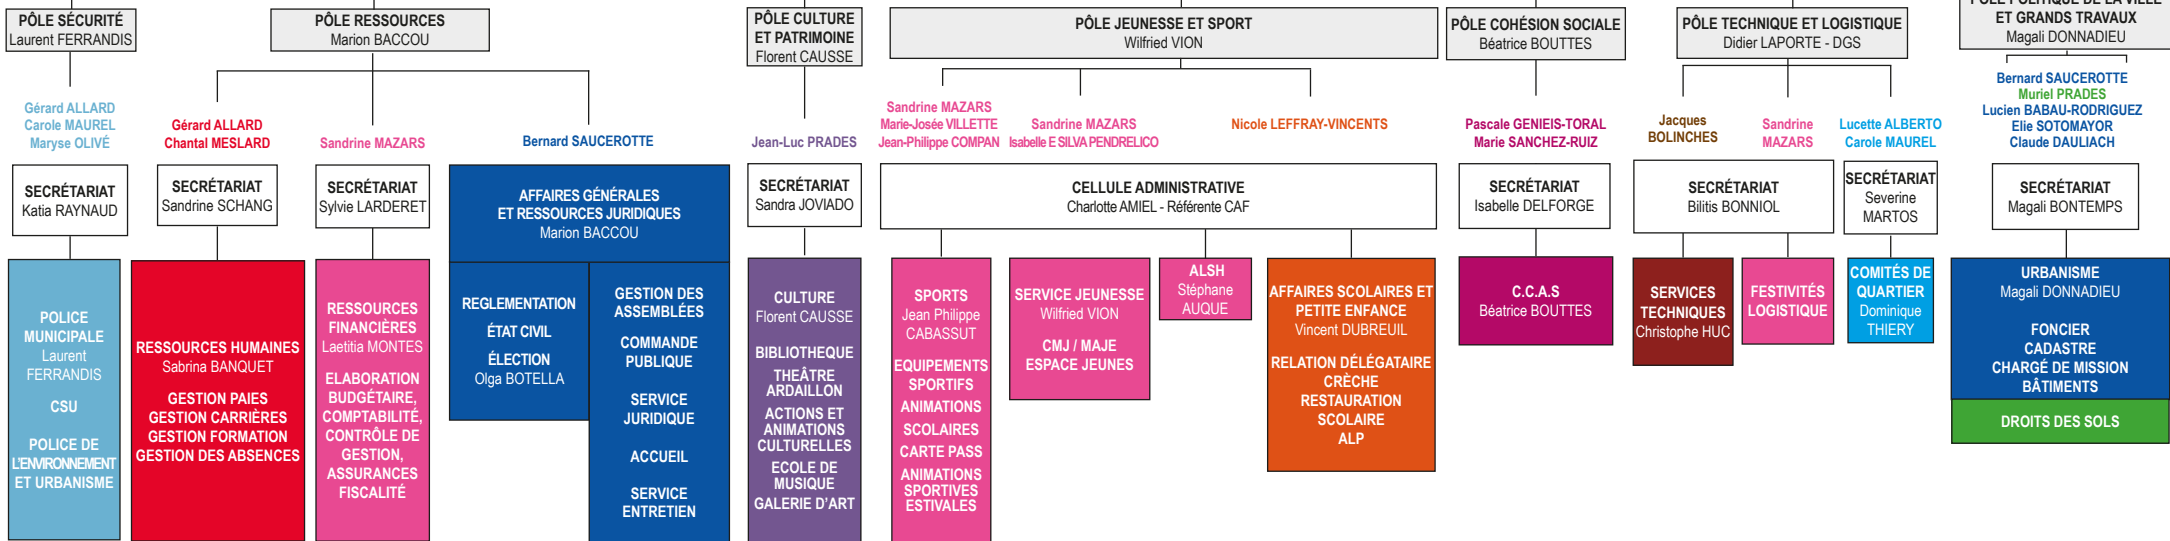 PÔLE SÉCURITÉ
Laurent FERRANDIS
Gérard ALLARD
Carole MAUREL
Maryse OLIVÉ
SECRÉTARIAT
Katia RAYNAUD
POLICE
MUNICIPALE
Laurent
FERRANDIS
CSU
POLICE DE
L'ENVIRONNEMENT
ET URBANISME
PÔLE RESSOURCES
Marion BACCOU
Gérard ALLARD
Chantal MESLARD
SECRÉTARIAT
Sandrine SCHANG
RESSOURCES HUMAINES
Sabrina BANQUET
GESTION PAIES
GESTION CARRIÈRES
GESTION FORMATION
GESTION DES ABSENCES
Sandrine MAZARS
SECRÉTARIAT
Sylvie LARDERET
RESSOURCES
FINANCIÈRES
Laetitia MONTES
ELABORATION
BUDGÉTAIRE,
COMPTABILITÉ,
CONTRÔLE DE
GESTION,
ASSURANCES
FISCALITÉ
Bernard SAUCEROTTE
AFFAIRES GÉNÉRALES
ET RESSOURCES JURIDIQUES
Marion BACCOU
REGLEMENTATION
ÉTAT CIVIL
ÉLECTION
Olga BOTELLA
GESTION DES
ASSEMBLÉES
COMMANDE
PUBLIQUE
SERVICE
JURIDIQUE
ACCUEIL
SERVICE
ENTRETIEN
PÔLE CULTURE
ET PATRIMOINE
Florent CAUSSE
Jean-Luc PRADES
SECRÉTARIAT
Sandra JOVIADO
CULTURE
Florent CAUSSE
BIBLIOTHEQUE
THEÂTRE
ARDAILLON
ACTIONS ET
ANIMATIONS
CULTURELLES
ECOLE DE
MUSIQUE
GALERIE D'ART
PÔLE JEUNESSE ET SPORT
Wilfried VION
Sandrine MAZARS
Marie-Josée VILLETTE
Jean-Philippe COMPAN
Sandrine MAZARS
Isabelle E SILVA PENDRELICO
Nicole LEFFRAY-VINCENTS
CELLULE ADMINISTRATIVE
Charlotte AMIEL - Référente CAF
SPORTS
Jean Philippe
CABASSUT
EQUIPEMENTS
SPORTIFS
ANIMATIONS
SCOLAIRES
CARTE PASS
ANIMATIONS
SPORTIVES
ESTIVALES
SERVICE JEUNESSE
Wilfried VION
CMJ / MAJE
ESPACE JEUNES
ALSH
Stéphane
AUQUE
AFFAIRES SCOLAIRES ET
PETITE ENFANCE
Vincent DUBREUIL
RELATION DÉLÉGATAIRE
CRÈCHE
RESTAURATION
SCOLAIRE
ALP
PÔLE COHÉSION SOCIALE
Béatrice BOUTTES
Pascale GENIEIS-TORAL
Marie SANCHEZ-RUIZ
SECRÉTARIAT
Isabelle DELFORGE
C.C.A.S
Béatrice BOUTTES
PÔLE TECHNIQUE ET LOGISTIQUE
Didier LAPORTE - DGS
Jacques
BOLINCHES
Sandrine
MAZARS
SECRÉTARIAT
Bilitis BONNIOL
SERVICES
TECHNIQUES
Christophe HUC
FESTIVITÉS
LOGISTIQUE
Lucette ALBERTO
Carole MAUREL
SECRÉTARIAT
Severine
MARTOS
COMITÉS DE
QUARTIER
Dominique
THIERY
PÔLE POLITIQUE DE LA VILLE
ET GRANDS TRAVAUX
Magali DONNADIEU
Bernard SAUCEROTTE
Muriel PRADES
Lucien BABAU-RODRIGUEZ
Elie SOTOMAYOR
Claude DAULIACH
SECRÉTARIAT
Magali BONTEMPS
URBANISME
Magali DONNADIEU
FONCIER
CADASTRE
CHARGÉ DE MISSION
BÂTIMENTS
DROITS DES SOLS